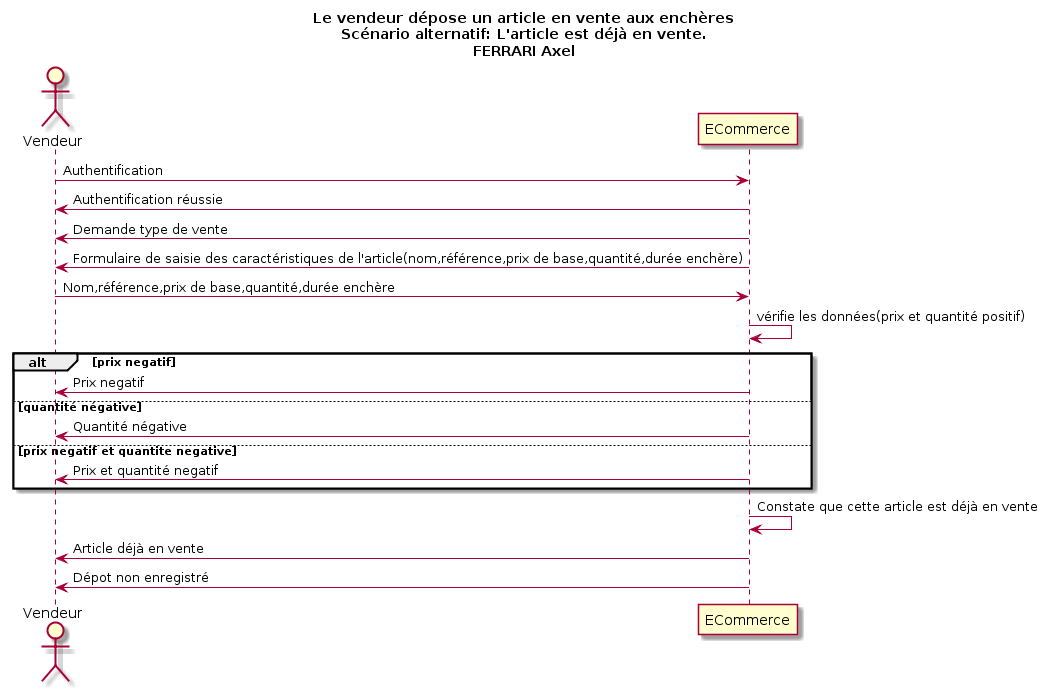 Le vendeur dépose un article en vente aux enchères
Scénario alternatif: L'article est déjà en vente.
FERRARI Axel
Vendeur
ECommerce
Authentification
Authentification réussie
Demande type de vente
Formulaire de saisie des caractéristiques de l'article(nom,référence,prix de base,quantité,durée enchère)
Nom,référence,prix de base,quantité,durée enchère
vérifie les données(prix et quantité positif)
alt [prix negatif]
Prix negatif
[quantité négative]
Quantité négative
[prix negatif et quantite negative]
Prix et quantité negatif
Constate que cette article est déjà en vente
Article déjà en vente
Dépot non enregistré
Vendeur
ECommerce